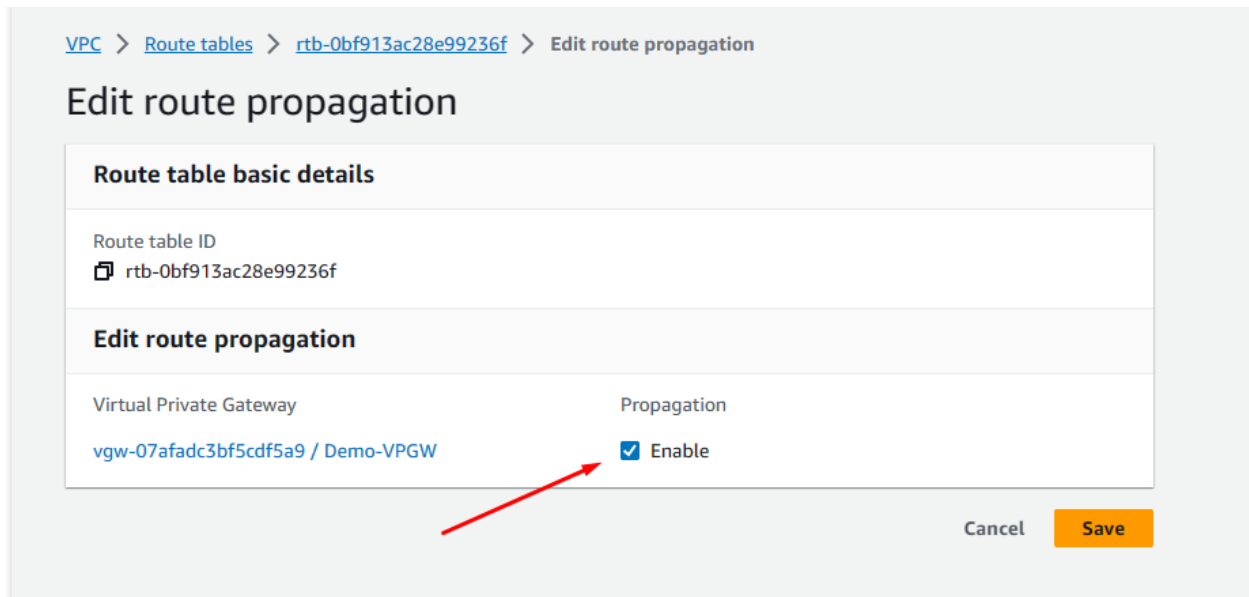 VPC > Route tables > rtb-0bf913ac28e99236f > Edit route propagation
Edit route propagation
Route table basic details
Route table ID
rtb-0bf913ac28e99236f
Edit route propagation
Virtual Private Gateway Propagation
vgw-07afadc3bf5cdf5a9 / Demo-VPGW Enable
Cancel Save